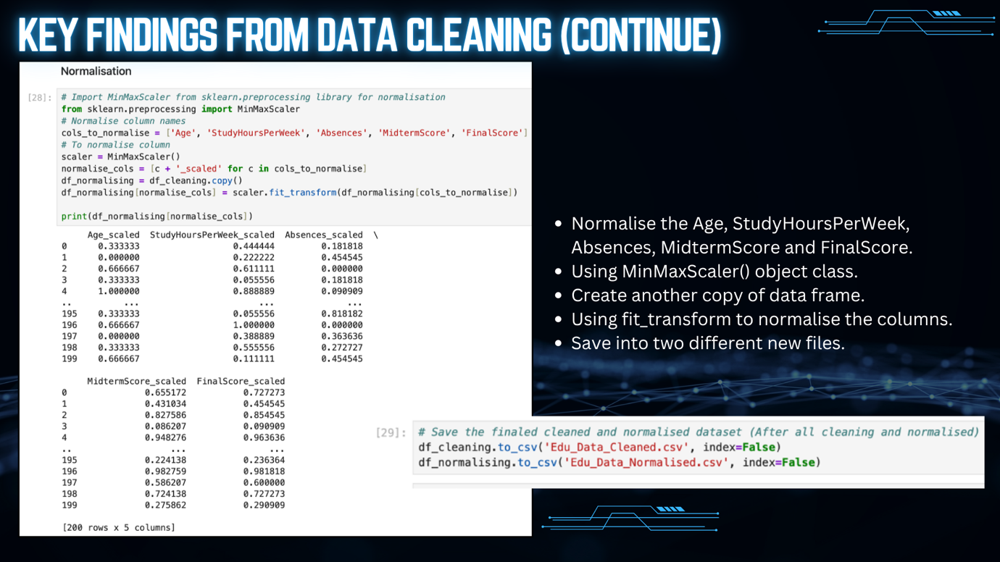 KEY FINDINGS FROM DATA CLEANING (CONTINUE)
Normalisation
[28]:
# Import MinMaxScaler from sklearn.preprocessing library for normalisation
from sklearn.preprocessing import MinMaxScaler
# Normalise column names
cols_to_normalise = ['Age', 'StudyHoursPerWeek', 'Absences', 'MidtermScore', 'FinalScore']
# To normalise column
scaler = MinMaxScaler()
normalise_cols = [c + '_scaled' for c in cols_to_normalise]
df_normalising = df_cleaning.copy()
df_normalising[normalise_cols] = scaler.fit_transform(df_normalising[cols_to_normalise])
print(df_normalising[normalise_cols])
Age_scaled StudyHoursPerWeek_scaled Absences_scaled \
0 0.333333 0.444444 0.181818
1 0.000000 0.222222 0.454545
2 0.666667 0.611111 0.000000
3 0.333333 0.055556 0.181818
4 1.000000 0.888889 0.090909
.. ... ... ...
195 0.333333 0.055556 0.818182
196 0.666667 1.000000 0.000000
197 0.000000 0.388889 0.363636
198 0.333333 0.555556 0.272727
199 0.666667 0.111111 0.454545
MidtermScore_scaled FinalScore_scaled
0 0.655172 0.727273
1 0.431034 0.454545
2 0.827586 0.854545
3 0.086207 0.090909
4 0.948276 0.963636
.. ... ...
195 0.224138 0.236364
196 0.982759 0.981818
197 0.586207 0.600000
198 0.724138 0.727273
199 0.275862 0.290909
[200 rows x 5 columns]
• Normalise the Age, StudyHoursPerWeek,
Absences, MidtermScore and FinalScore.
• Using MinMaxScaler() object class.
• Create another copy of data frame.
• Using fit_transform to normalise the columns.
• Save into two different new files.
[29]:
# Save the finaled cleaned and normalised dataset (After all cleaning and normalised)
df_cleaning.to_csv('Edu_Data_Cleaned.csv', index=False)
df_normalising.to_csv('Edu_Data_Normalised.csv', index=False)